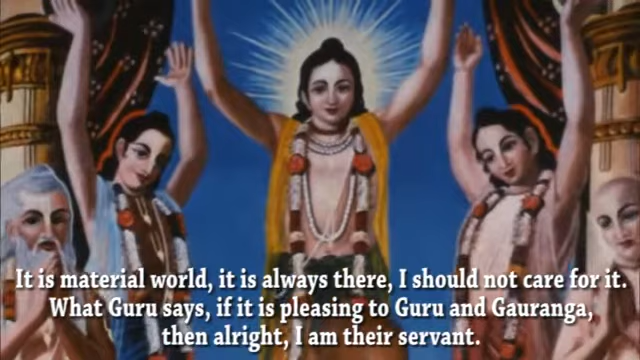 It is material world, it is always there, I should not care for it.
What Guru says, if it is pleasing to Guru and Gauranga,
then alright, I am their servant.